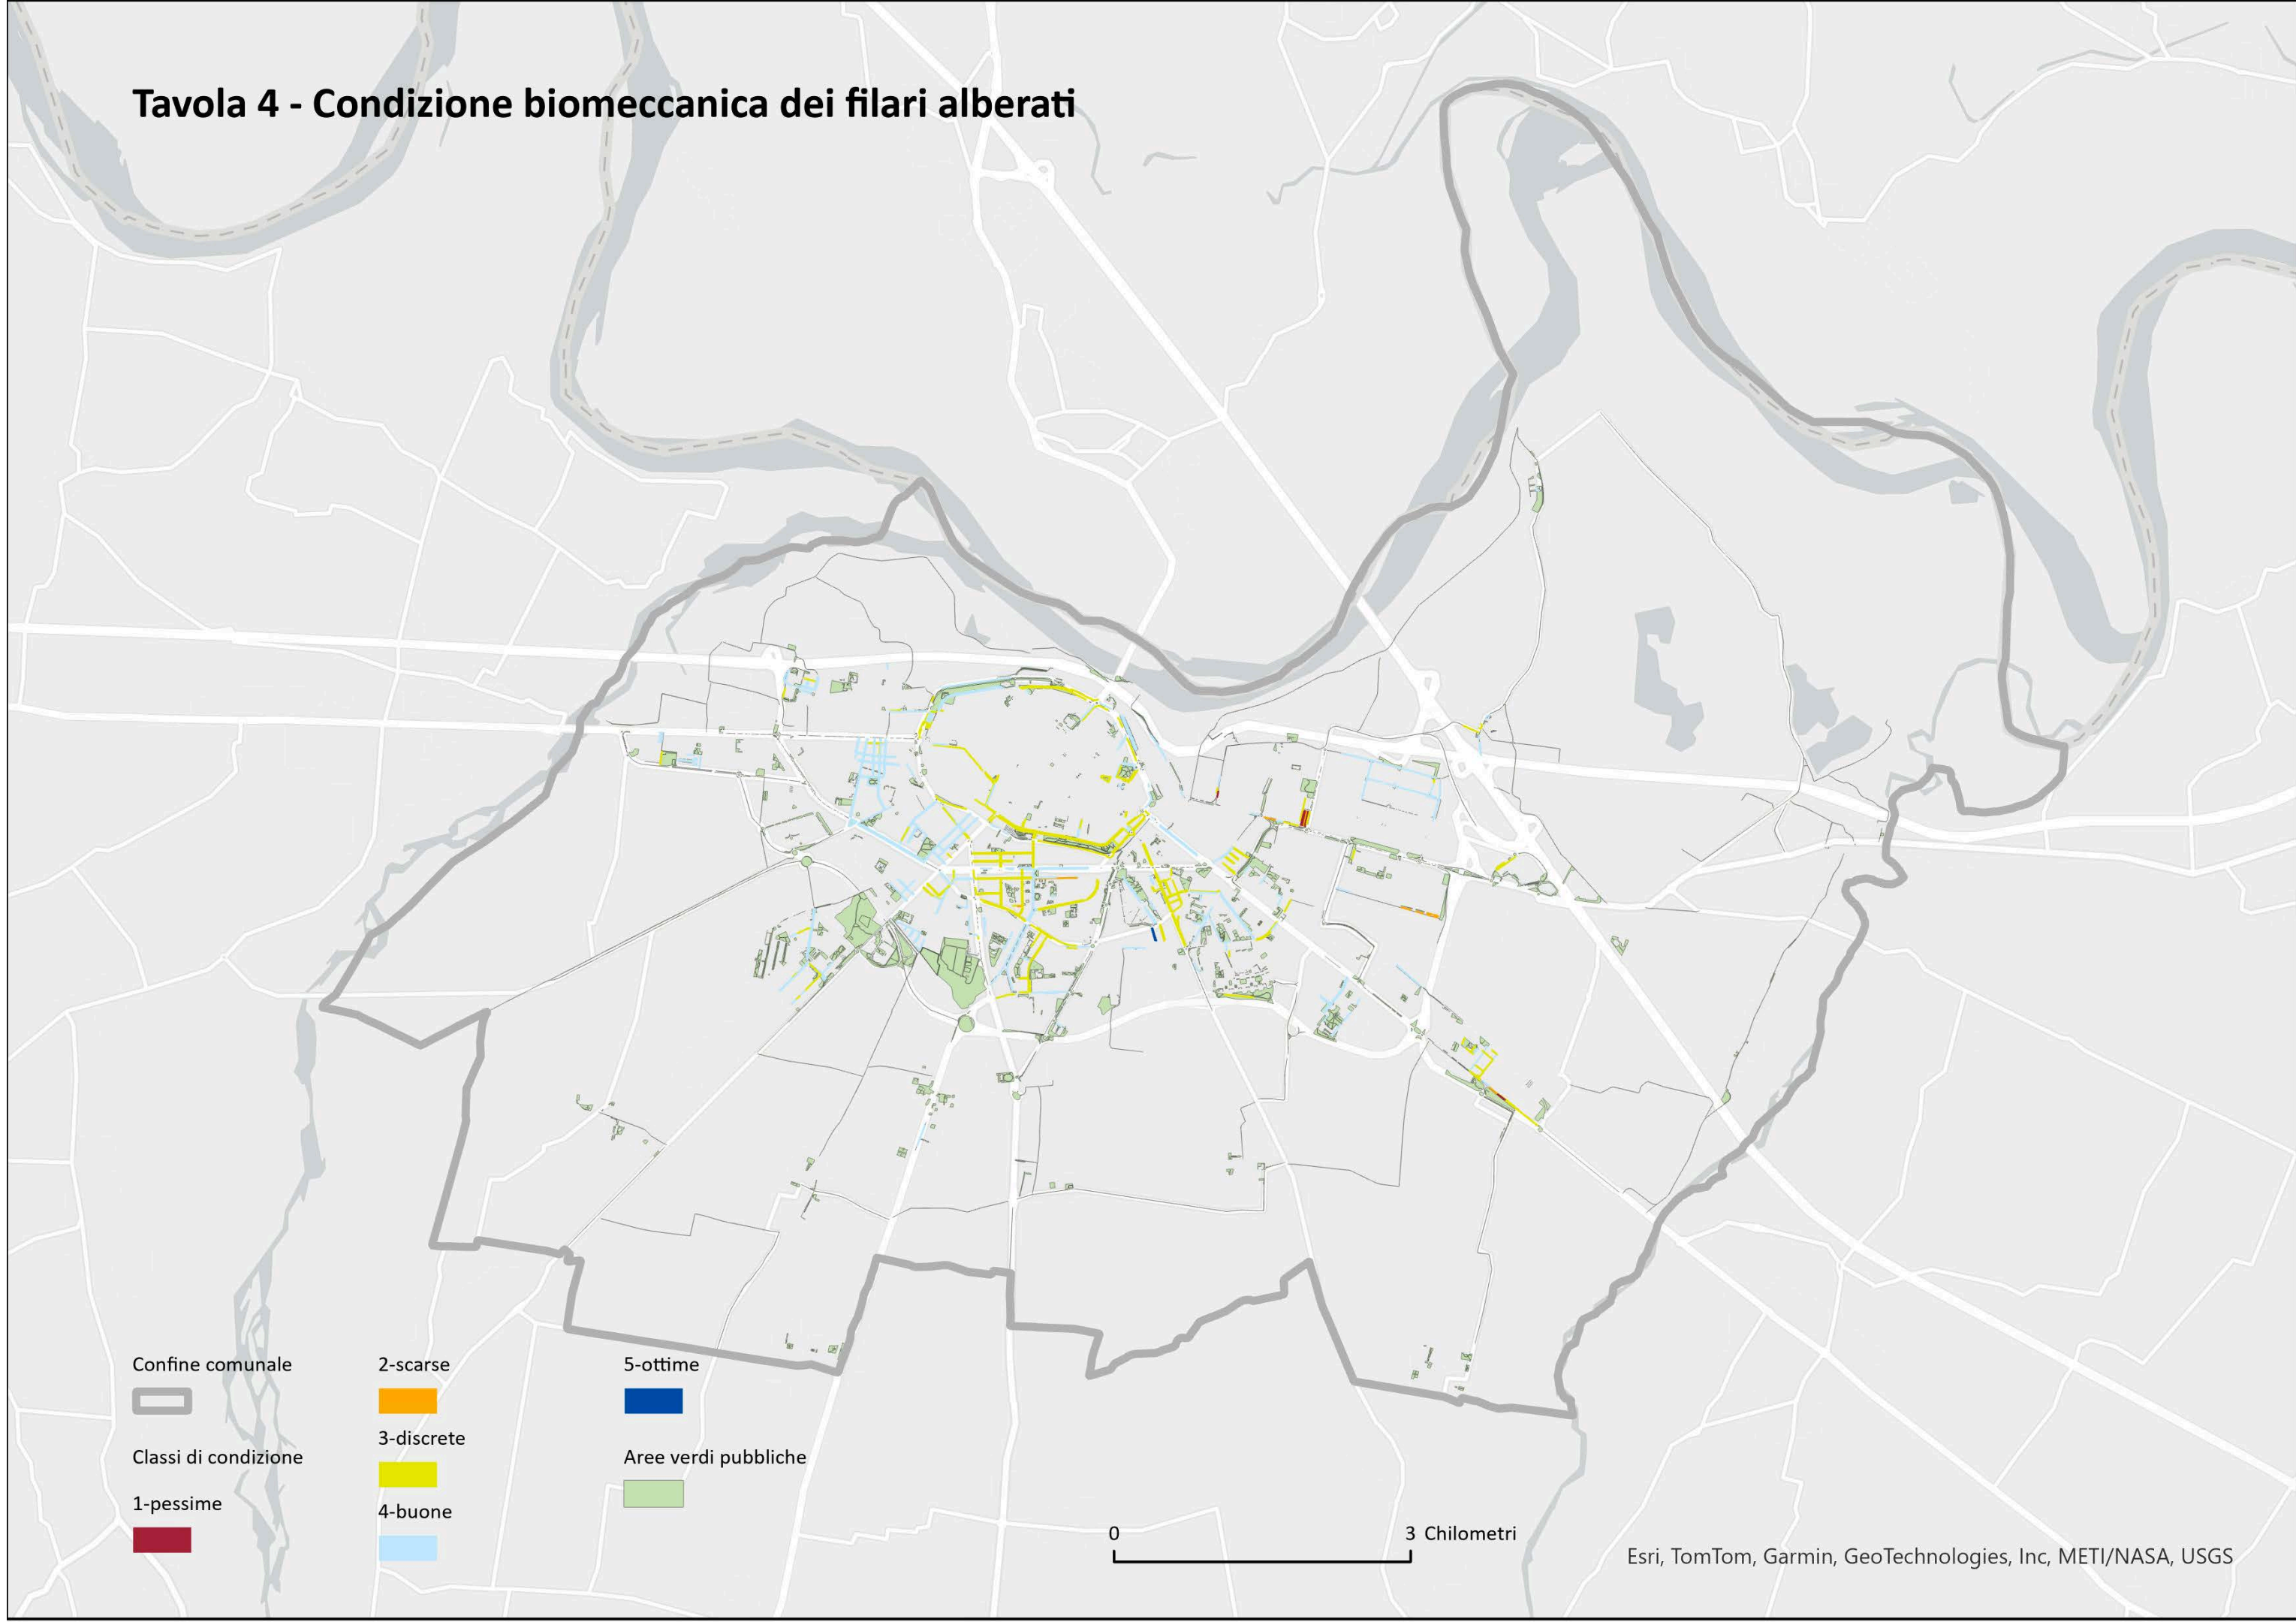 Tavola 4 - Condizione biomeccanica dei filari alberati
Confine comunale
Classi di condizione
1-pessime
2-scarse
3-discrete
4-buone
5-ottime
Aree verdi pubbliche
0
3 Chilometri
Esri, TomTom, Garmin, GeoTechnologies, Inc, METI/NASA, USGS